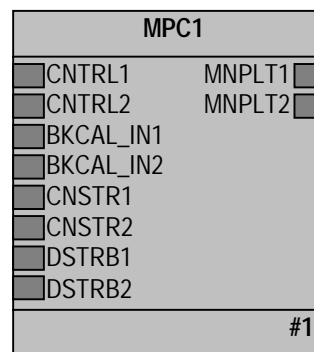 MPC1
CNTRL1 MNPLT1
CNTRL2 MNPLT2
BKCAL_IN1
BKCAL_IN2
CNSTR1
CNSTR2
DSTRB1
DSTRB2
#1